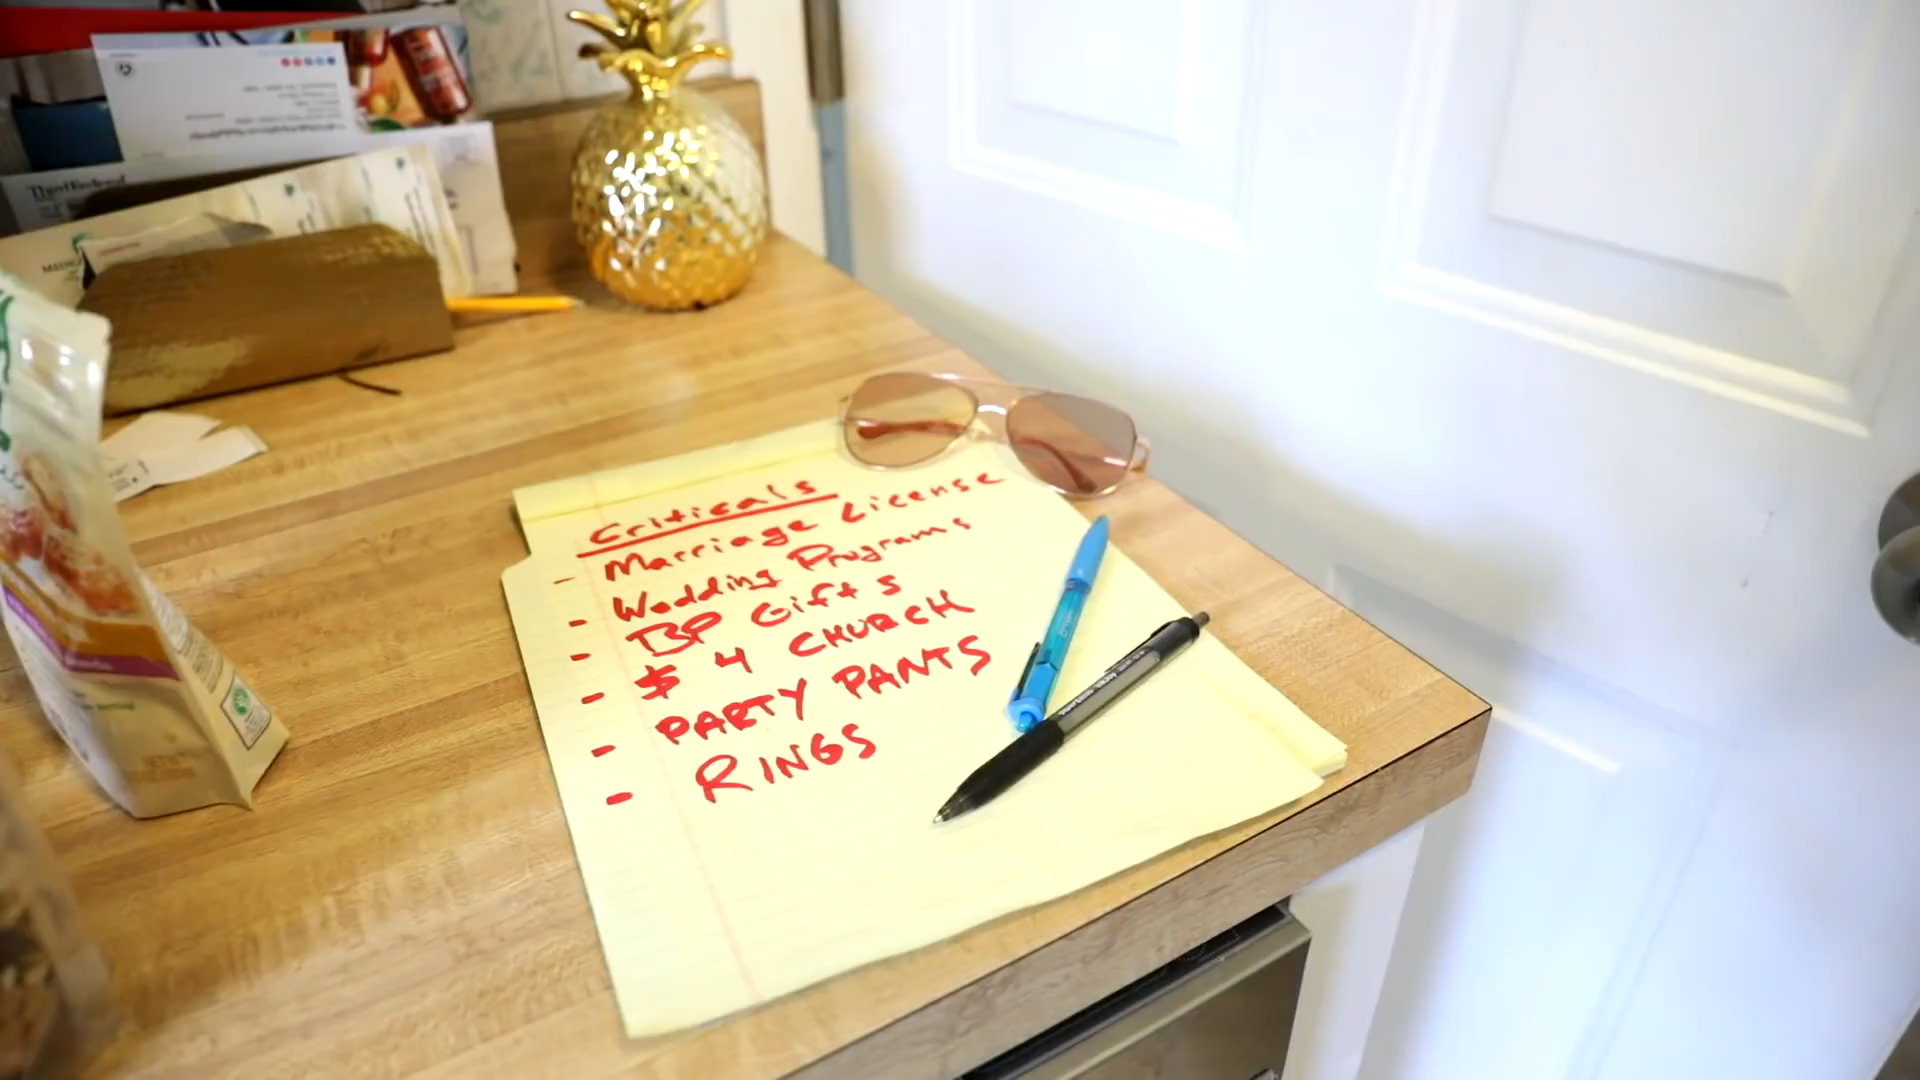 Criticals
- Marriage License
- Wedding Programs
- BP Gifts
- $ 4 CHURCH
- PARTY PANTS
- RINGS